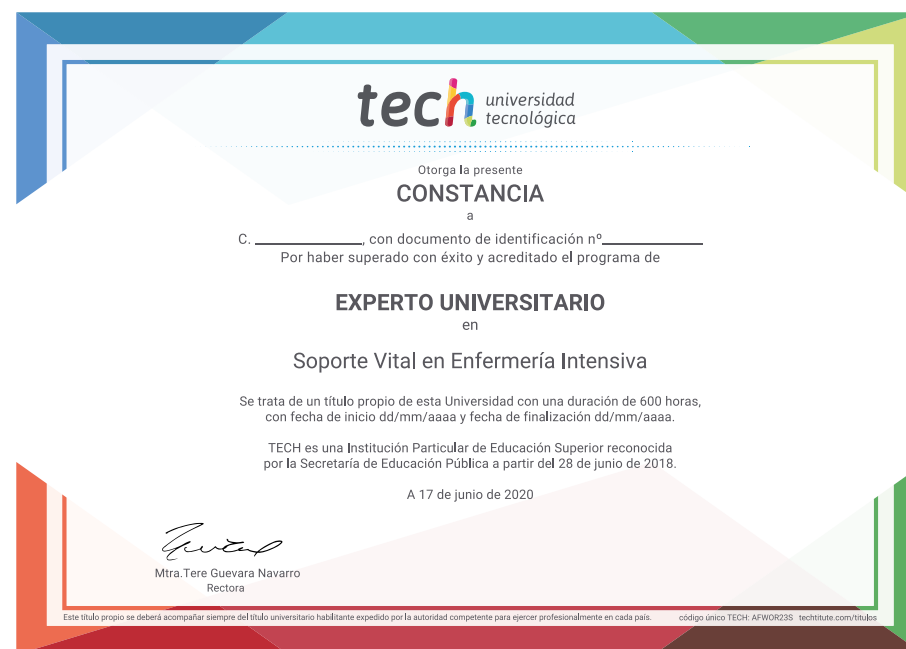 tech universidad
tecnológica
Otorga la presente
CONSTANCIA
a
C. ______________, con documento de identificación nº_____________
Por haber superado con éxito y acreditado el programa de
EXPERTO UNIVERSITARIO
en
Soporte Vital en Enfermería Intensiva
Se trata de un título propio de esta Universidad con una duración de 600 horas,
con fecha de inicio dd/mm/aaaa y fecha de finalización dd/mm/aaaa.
TECH es una Institución Particular de Educación Superior reconocida
por la Secretaría de Educación Pública a partir del 28 de junio de 2018.
A 17 de junio de 2020
Mtra.Tere Guevara Navarro
Rectora
Este título propio se deberá acompañar siempre del título universitario habilitante expedido por la autoridad competente para ejercer profesionalmente en cada país. código único TECH: AFWOR23S techtitute.com/titulos